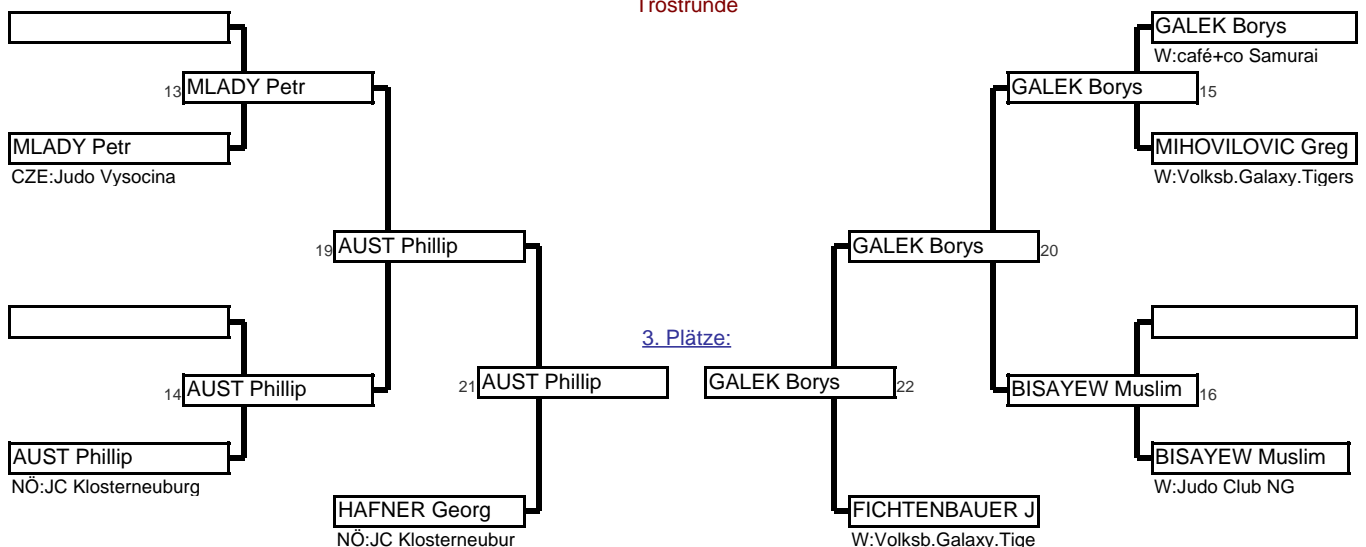 Trostrunde
GALEK Borys
W:café+co Samurai
13 MLADY Petr
GALEK Borys 15
MLADY Petr
CZE:Judo Vysocina
MIHOVILOVIC Greg
W:Volksb.Galaxy.Tigers
19 AUST Phillip
GALEK Borys 20
3. Plätze:
14 AUST Phillip
21 AUST Phillip
GALEK Borys 22
BISAYEW Muslim 16
AUST Phillip
NÖ:JC Klosterneuburg
BISAYEW Muslim
W:Judo Club NG
HAFNER Georg
NÖ:JC Klosterneubur
FICHTENBAUER J
W:Volksb.Galaxy.Tige